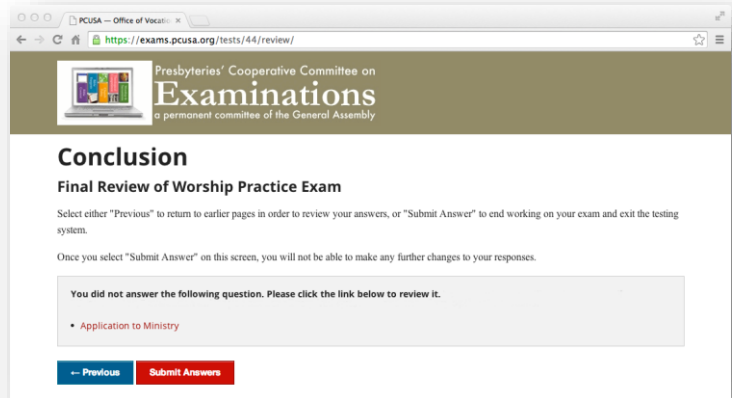 PCUSA — Office of Vocatio
https://exams.pcusa.org/tests/44/review/
Presbyteries' Cooperative Committee on
Examinations
a permanent committee of the General Assembly
Conclusion
Final Review of Worship Practice Exam
Select either "Previous" to return to earlier pages in order to review your answers, or "Submit Answer" to end working on your exam and exit the testing
system.
Once you select "Submit Answer" on this screen, you will not be able to make any further changes to your responses.
You did not answer the following question. Please click the link below to review it.
• Application to Ministry
← Previous Submit Answers